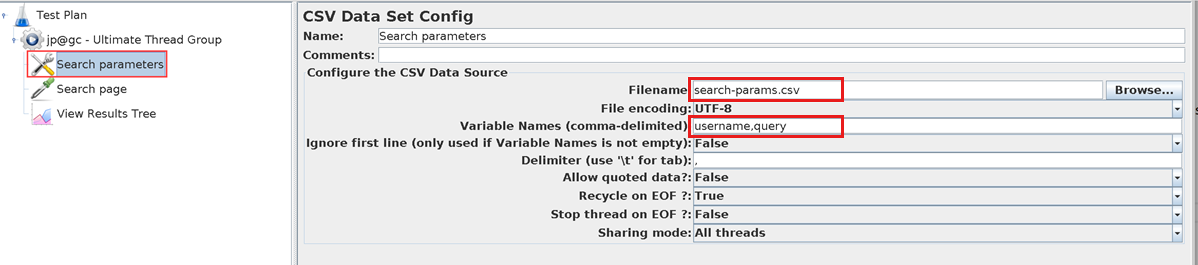 Test Plan
jp@gc - Ultimate Thread Group
Search parameters
Search page
View Results Tree
CSV Data Set Config
Name: Search parameters
Comments:
Configure the CSV Data Source
Filename search-params.csv Browse...
File encoding: UTF-8
Variable Names (comma-delimited) username,query
Ignore first line (only used if Variable Names is not empty): False
Delimiter (use '\t' for tab): ,
Allow quoted data?: False
Recycle on EOF ?: True
Stop thread on EOF ?: False
Sharing mode: All threads